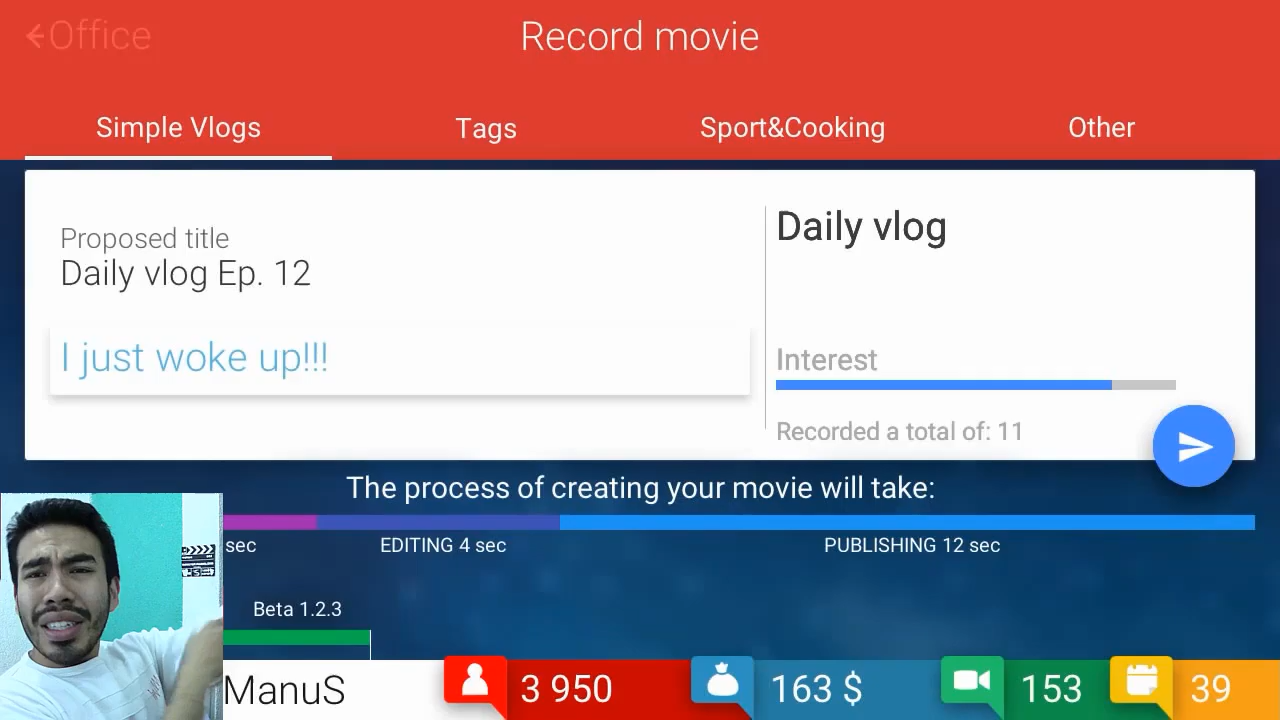 Office
Record movie
Simple Vlogs
Tags
Sport&Cooking
Other
Proposed title
Daily vlog Ep. 12
I just woke up!!!
Daily vlog
Interest
Recorded a total of: 11
The process of creating your movie will take:
sec
EDITING 4 sec
PUBLISHING 12 sec
Beta 1.2.3
ManuS
3 950
163 $
153
39